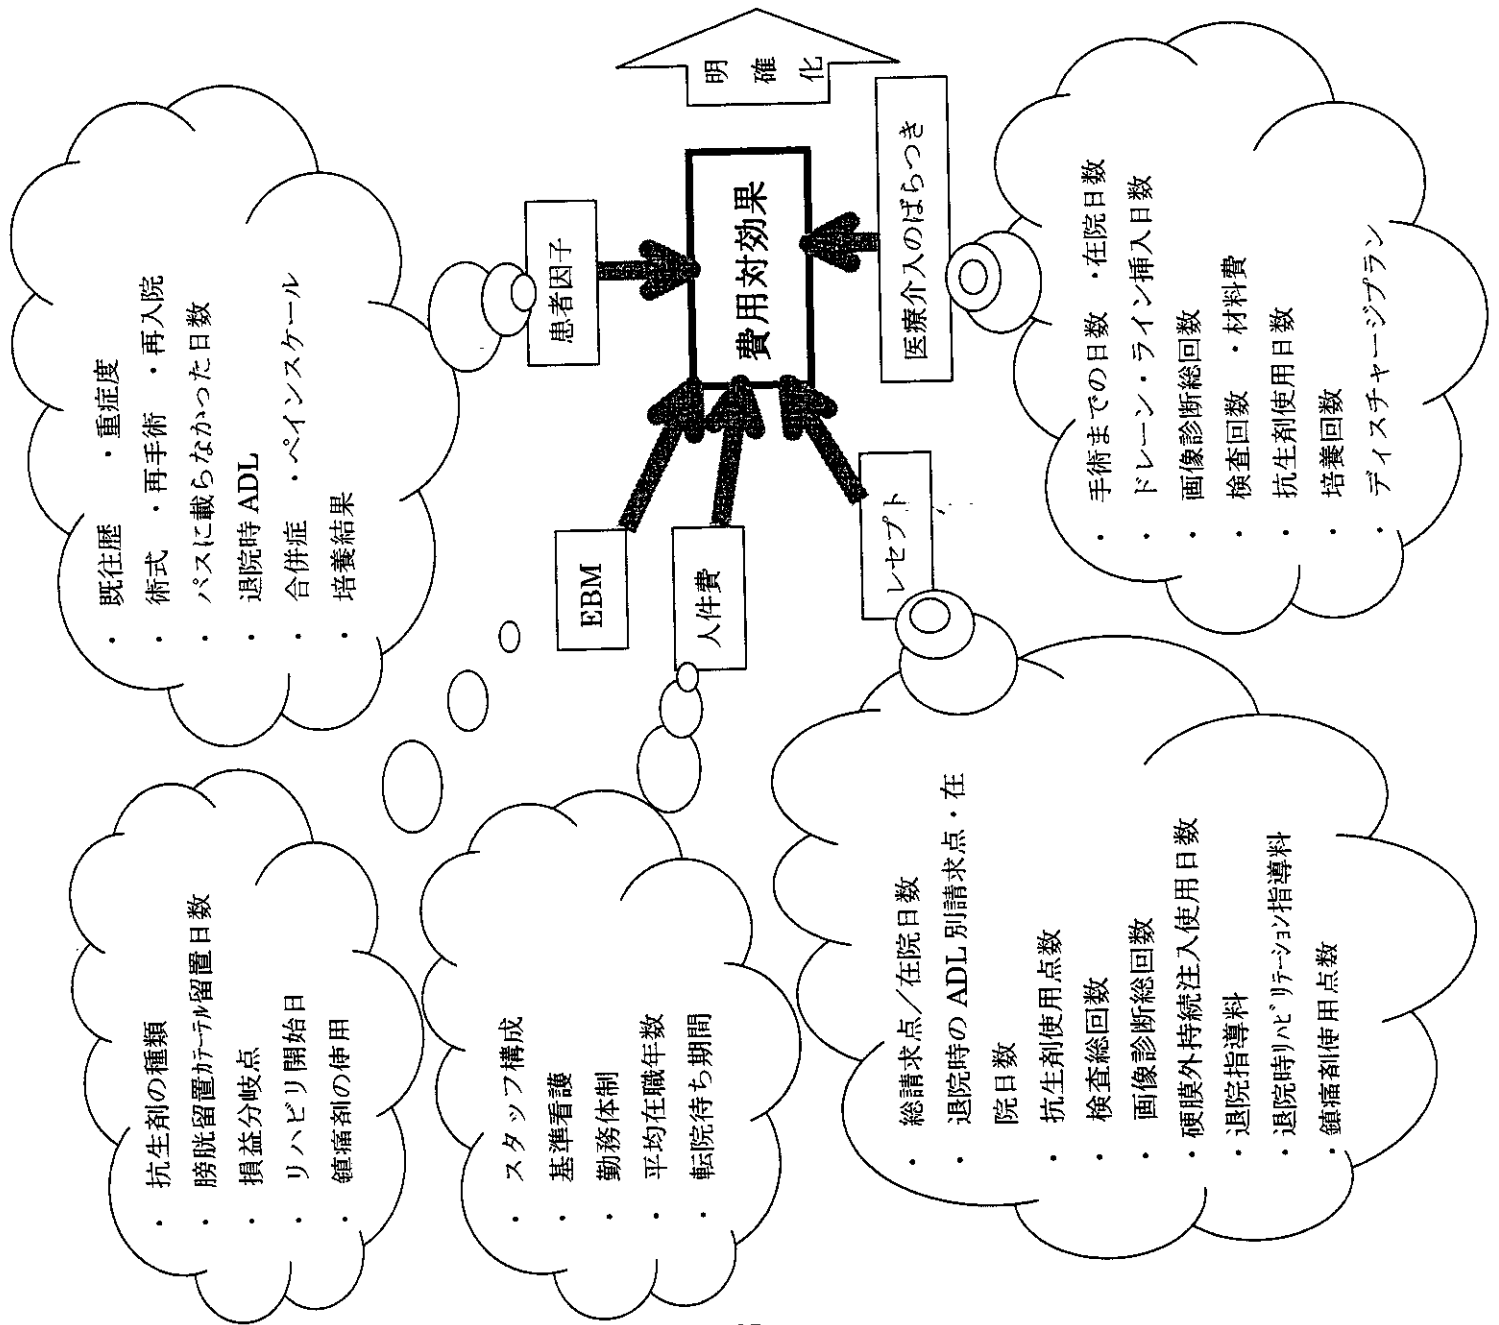 抗生剤の種類
膀胱留置カテーテル留置日数
損益分岐点
リハビリ開始日
鎮痛剤の使用
・ 既往歴 ・重症度
・ 術式 ・再手術 ・再入院
・ パスに載らなかった日数
・ 退院時 ADL
・ 合併症 ・ペインスケール
・ 培養結果
・ スタッフ構成
・ 基準看護
・ 勤務体制
・ 平均在職年数
・ 転院待ち期間
EBM
人件費
レセプト
患者因子
医療介入のばらつき
費用対効果
明確化
・ 総請求点/在院日数
・ 退院時の ADL 別請求点・在
院日数
・ 抗生剤使用点数
・ 検査総回数
・ 画像診断総回数
・ 硬膜外持続注入使用日数
・ 退院指導料
・ 退院時リハビリテーション指導料
・ 鎮痛剤使用点数
・ 手術までの日数 ・在院日数
・ ドレーン・ライン挿入日数
・ 画像診断総回数
・ 検査回数 ・材料費
・ 抗生剤使用日数
・ 培養回数
・ ディスチャージプラン